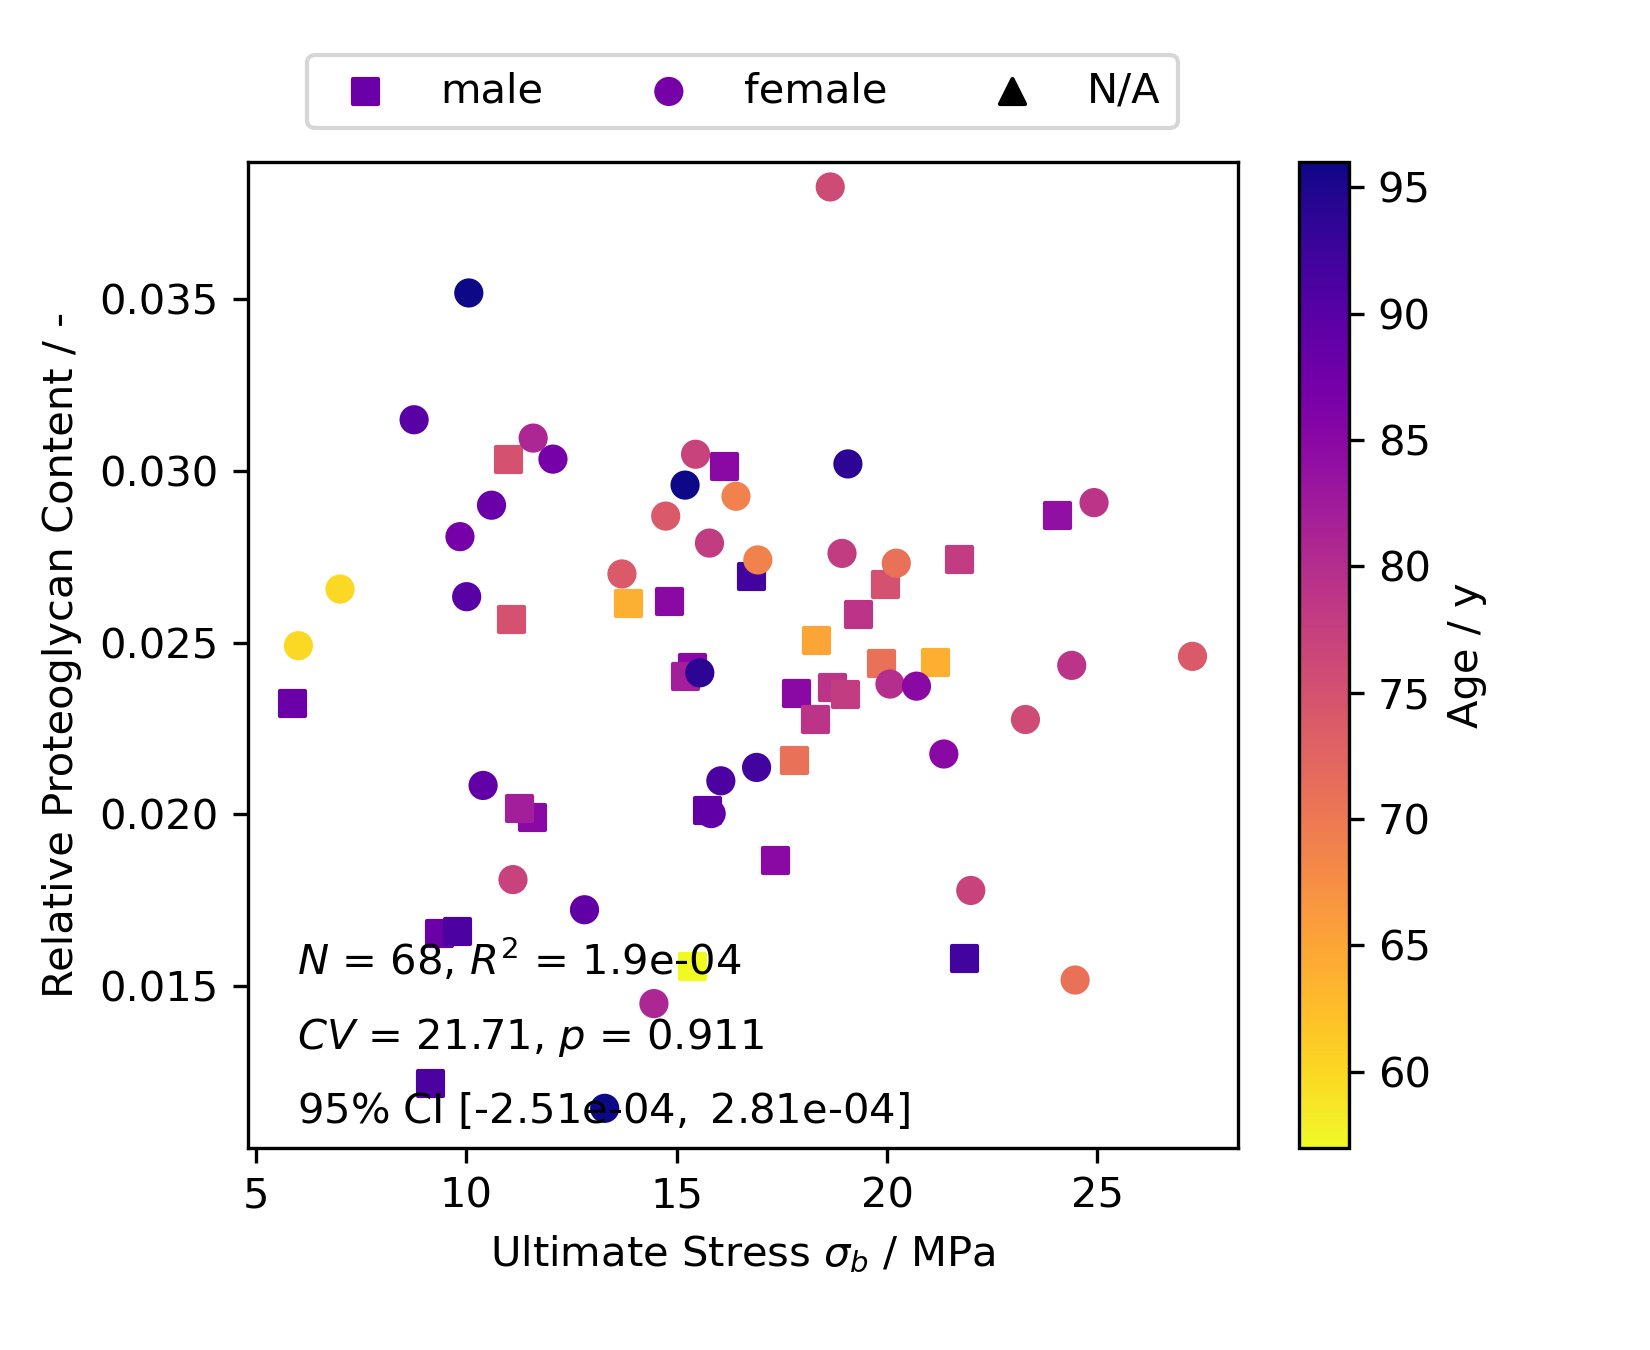 male female N/A
0.035
0.030
0.025
0.020
0.015
Relative Proteoglycan Content / -
N = 68, R² = 1.9e-04
CV = 21.71, p = 0.911
95% CI [-2.51e-04, 2.81e-04]
5 10 15 20 25
Ultimate Stress σ_b / MPa
95
90
85
80
75
70
65
60
Age / y